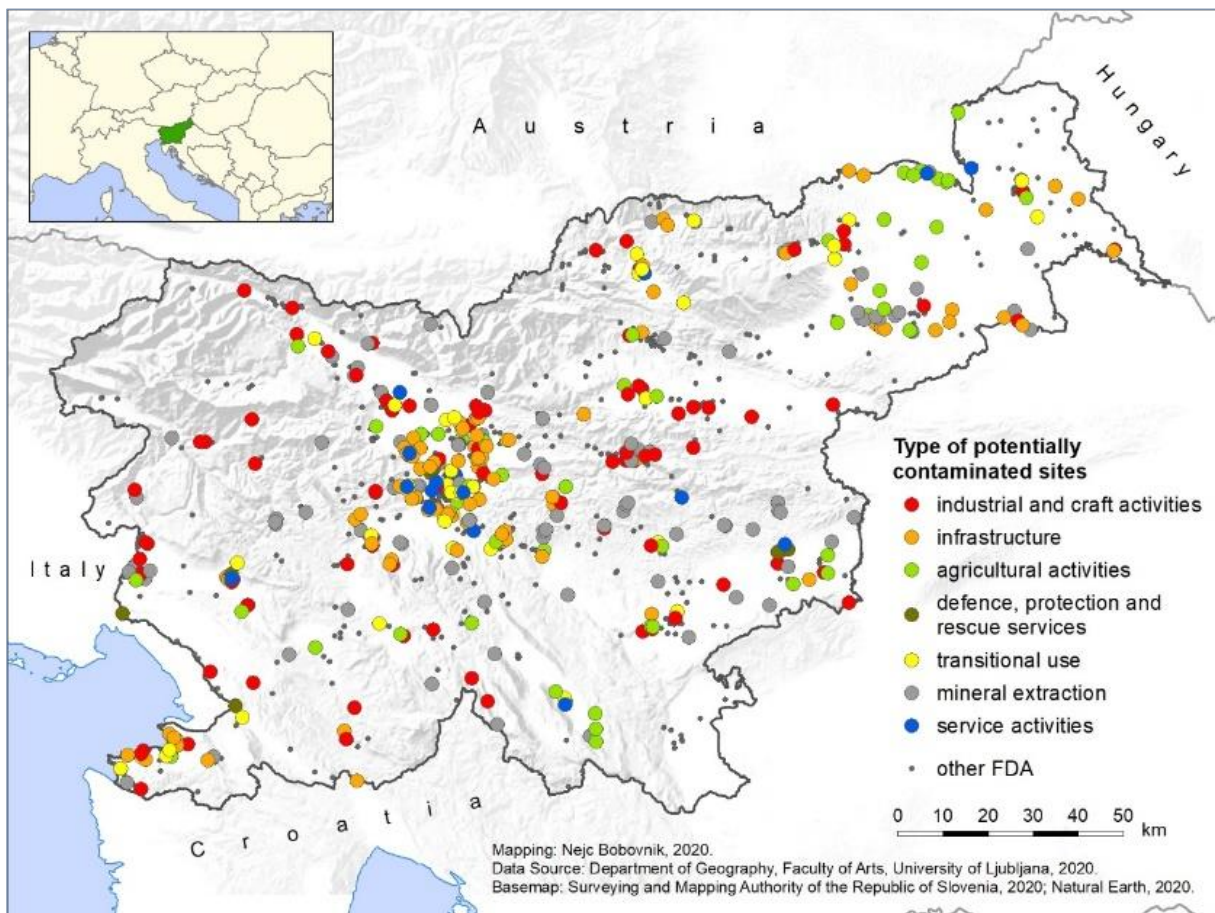 A u s t r i a
Hungary
Italy
C r o a t i a
Type of potentially
contaminated sites
industrial and craft activities
infrastructure
agricultural activities
defence, protection and
rescue services
transitional use
mineral extraction
service activities
other FDA
0 10 20 30 40 50
km
Mapping: Nejc Bobovnik, 2020.
Data Source: Department of Geography, Faculty of Arts, University of Ljubljana, 2020.
Basemap: Surveying and Mapping Authority of the Republic of Slovenia, 2020; Natural Earth, 2020.